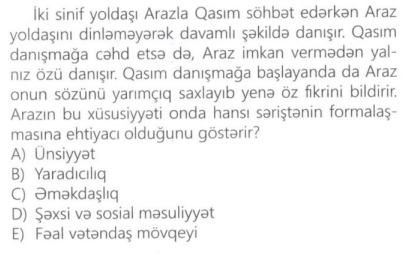 İki sinif yoldaşı Arazla Qasım söhbət edərkən Araz
yoldaşını dinləməyərək davamlı şəkildə danışır. Qasım
danışmağa cəhd etsə də, Araz imkan vermədən yal-
nız özü danışır. Qasım danışmağa başlayanda da Araz
onun sözünü yarımçıq saxlayıb yenə öz fikrini bildirir.
Arazın bu xüsusiyyəti onda hansı səriştənin formalaş-
masına ehtiyacı olduğunu göstərir?
A) Ünsiyyət
B) Yaradıcılıq
C) Əməkdaşlıq
D) Şəxsi və sosial məsuliyyət
E) Fəal vətəndaş mövqeyi